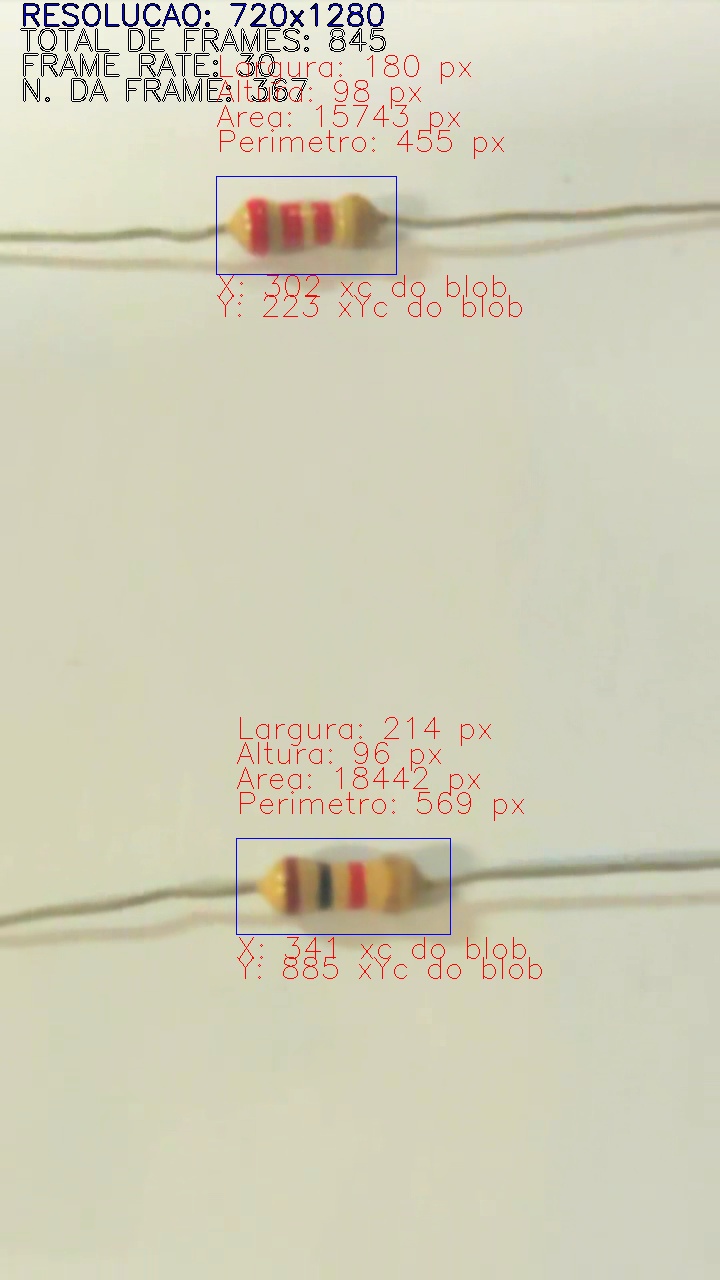 RESOLUCAO: 720x1280
TOTAL DE FRAMES: 845
FRAME RATE: 30
N. DA FRAME: 367
Largura: 180 px
Altura: 98 px
Area: 15743 px
Perimetro: 455 px
X: 302 xc do blob
Y: 223 xYc do blob
Largura: 214 px
Altura: 96 px
Area: 18442 px
Perimetro: 569 px
X: 341 xc do blob
Y: 885 xYc do blob